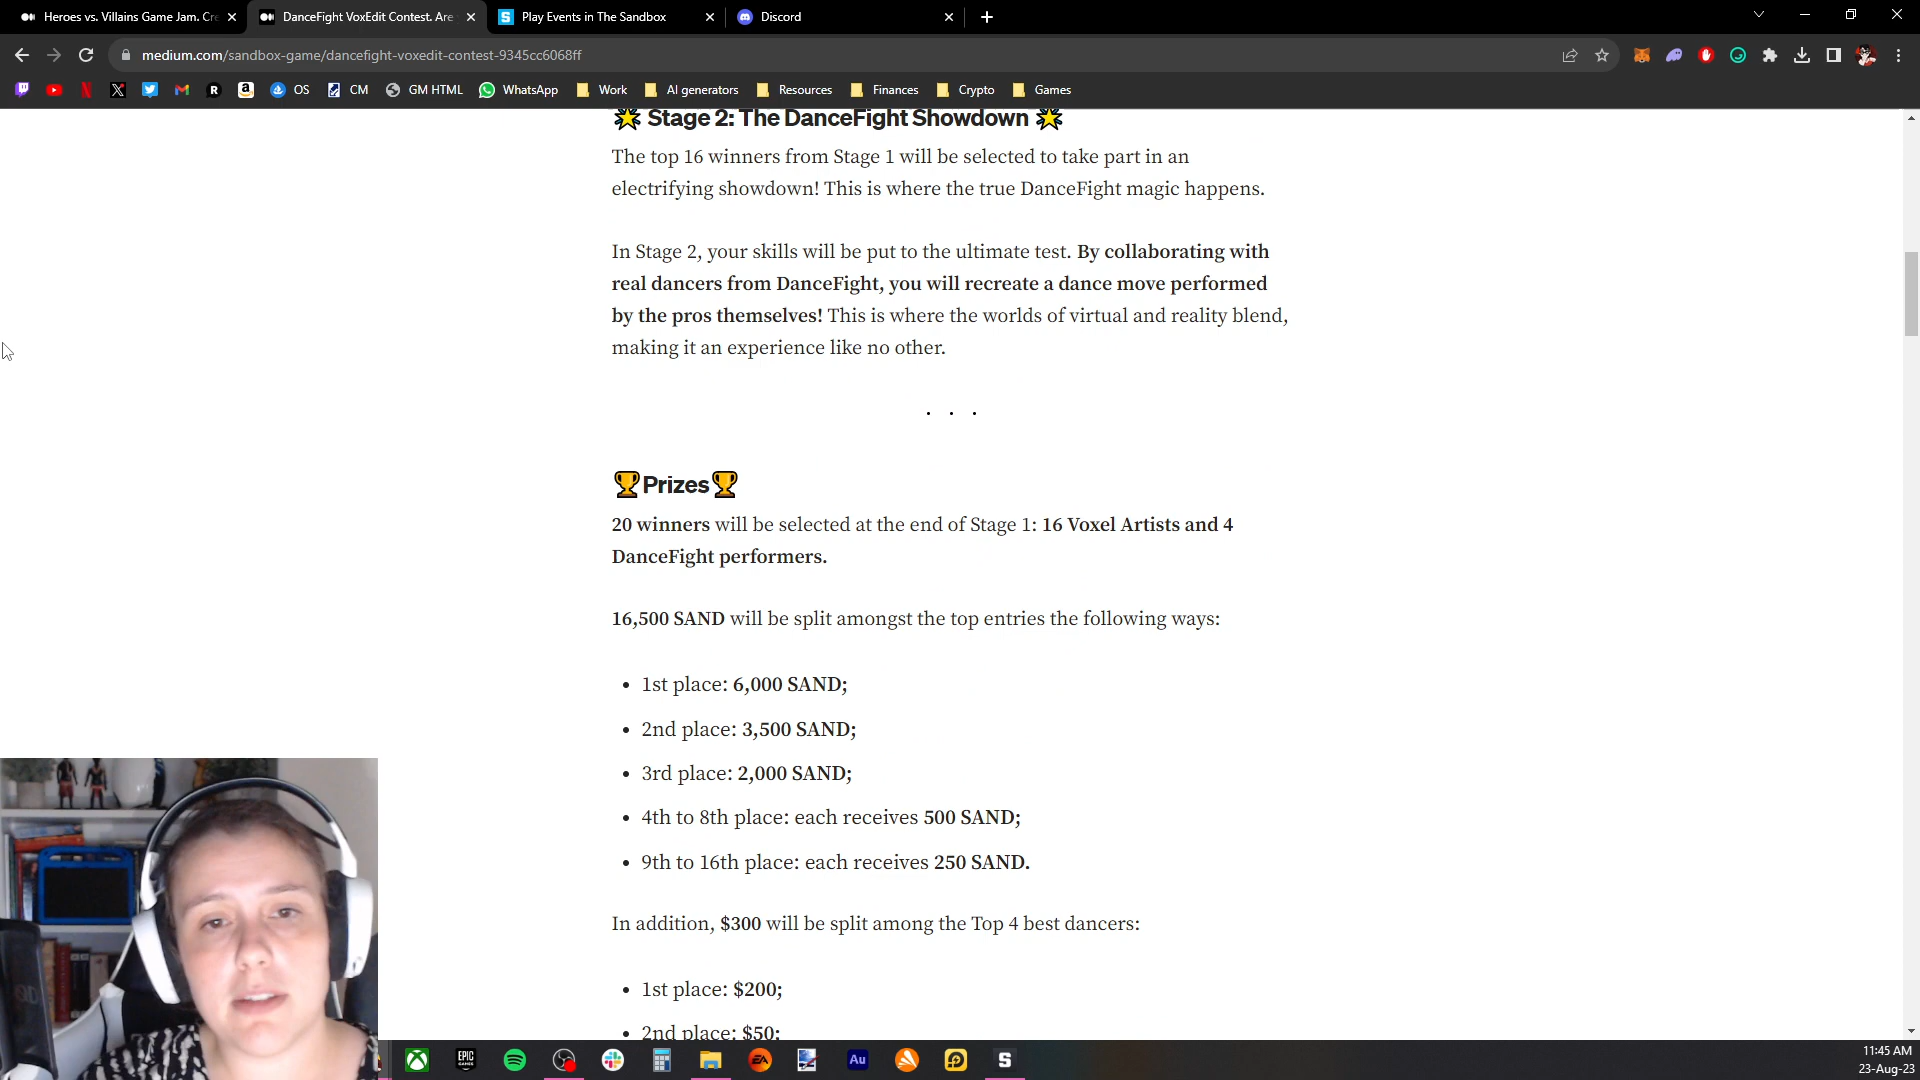 Heroes vs. Villains Game Jam. Cre
DanceFight VoxEdit Contest. Are
Play Events in The Sandbox
Discord
medium.com/sandbox-game/dancefight-voxedit-contest-9345cc6068ff
OS
CM
GM HTML
WhatsApp
Work
AI generators
Resources
Finances
Crypto
Games
🌟 Stage 2: The DanceFight Showdown 🌟
The top 16 winners from Stage 1 will be selected to take part in an
electrifying showdown! This is where the true DanceFight magic happens.
In Stage 2, your skills will be put to the ultimate test. By collaborating with
real dancers from DanceFight, you will recreate a dance move performed
by the pros themselves! This is where the worlds of virtual and reality blend,
making it an experience like no other.
. . .
🏆Prizes🏆
20 winners will be selected at the end of Stage 1: 16 Voxel Artists and 4
DanceFight performers.
16,500 SAND will be split amongst the top entries the following ways:
• 1st place: 6,000 SAND;
• 2nd place: 3,500 SAND;
• 3rd place: 2,000 SAND;
• 4th to 8th place: each receives 500 SAND;
• 9th to 16th place: each receives 250 SAND.
In addition, $300 will be split among the Top 4 best dancers:
• 1st place: $200;
• 2nd place: $50;
EPIC
GAMES
EA
Au
S
11:45 AM
23-Aug-23